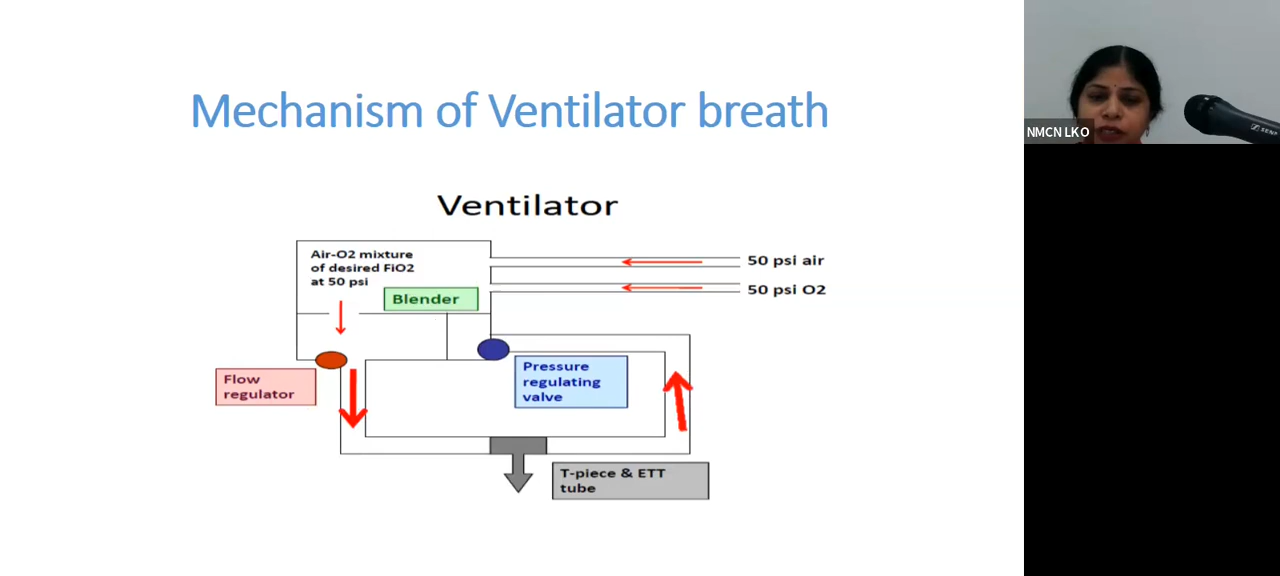 Mechanism of Ventilator breath
Ventilator
Air-O2 mixture
of desired FiO2
at 50 psi
Blender
50 psi air
50 psi O2
Flow
regulator
Pressure
regulating
valve
T-piece & ETT
tube
NMCN LKO